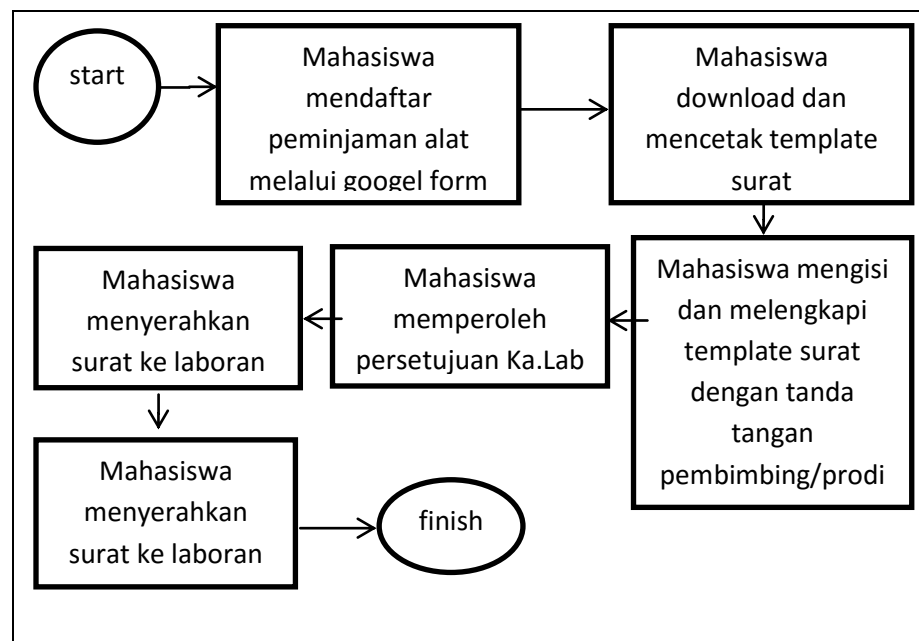 start
Mahasiswa
mendaftar
peminjaman alat
melalui googel form
Mahasiswa
download dan
mencetak template
surat
Mahasiswa mengisi
dan melengkapi
template surat
dengan tanda
tangan
pembimbing/prodi
Mahasiswa
memperoleh
persetujuan Ka.Lab
Mahasiswa
menyerahkan
surat ke laboran
Mahasiswa
menyerahkan
surat ke laboran
finish